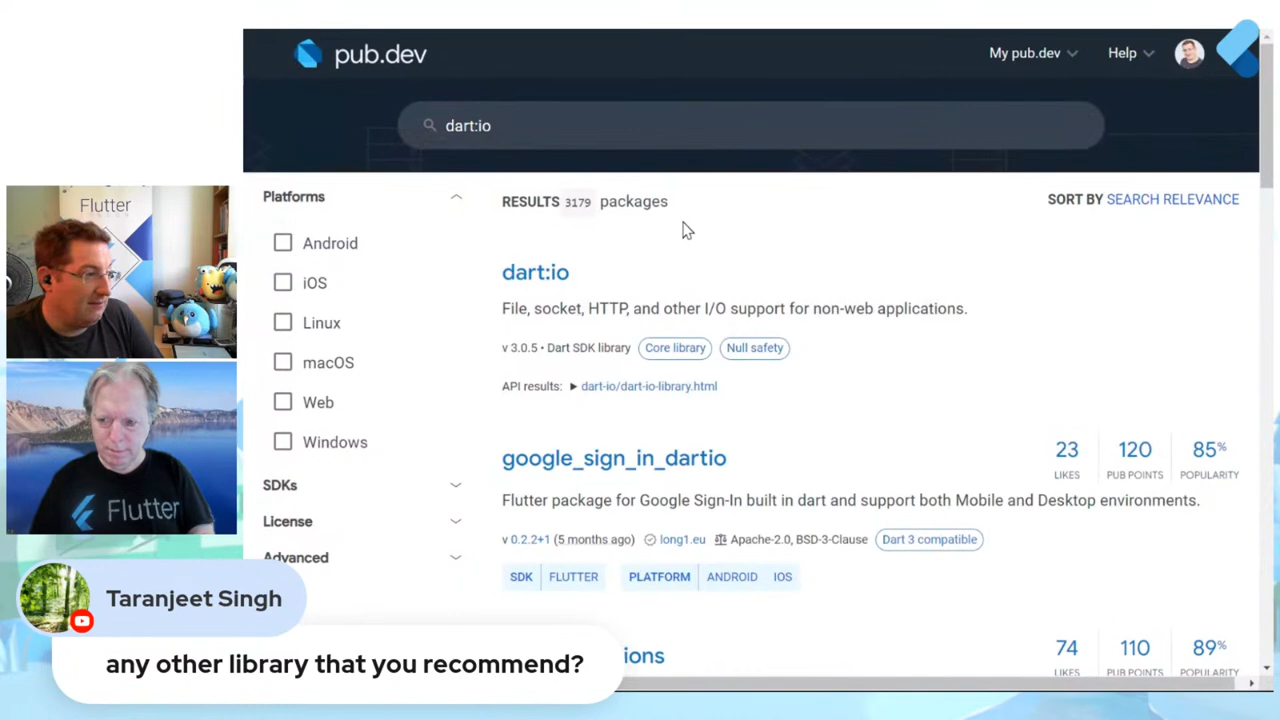 pub.dev
My pub.dev
Help
dart:io
Platforms
Android
iOS
Linux
macOS
Web
Windows
SDKs
License
Advanced
RESULTS 3179 packages
SORT BY SEARCH RELEVANCE
dart:io
File, socket, HTTP, and other I/O support for non-web applications.
v 3.0.5 • Dart SDK library Core library Null safety
API results: ▶ dart-io/dart-io-library.html
google_sign_in_dartio
23 LIKES
120 PUB POINTS
85% POPULARITY
Flutter package for Google Sign-In built in dart and support both Mobile and Desktop environments.
v 0.2.2+1 (5 months ago) long1.eu Apache-2.0, BSD-3-Clause Dart 3 compatible
SDK FLUTTER PLATFORM ANDROID IOS
ions
74 LIKES
110 PUB POINTS
89% POPULARITY
Flutter
Flutter
Taranjeet Singh
any other library that you recommend?